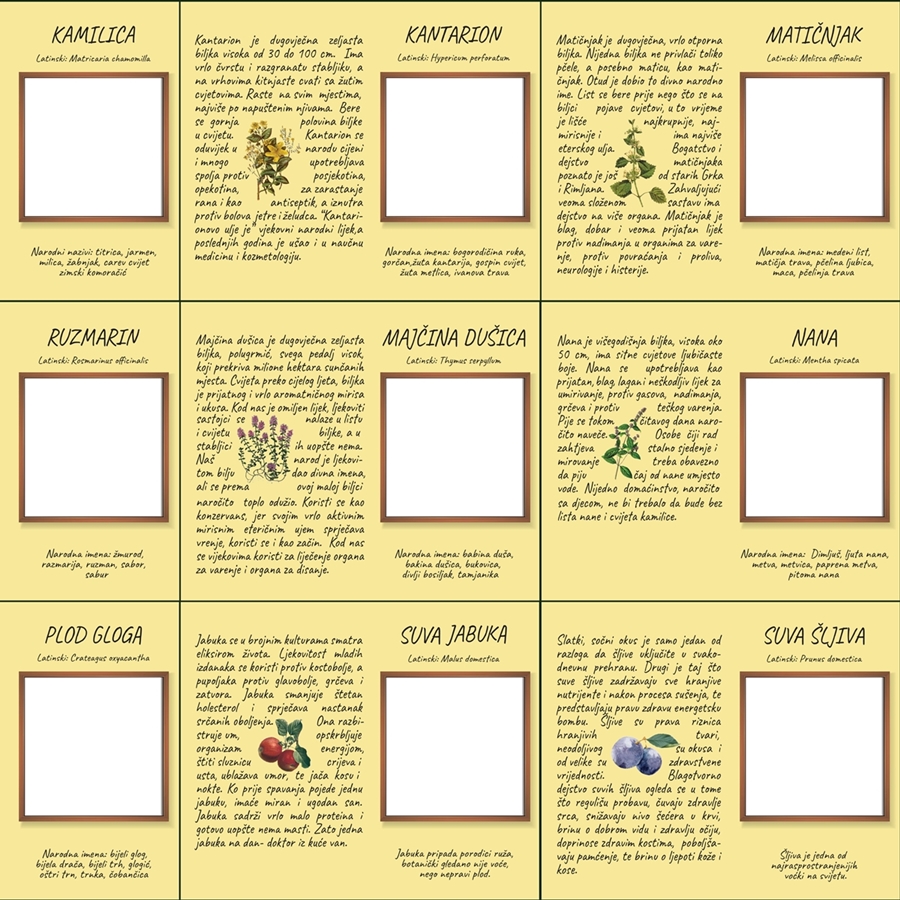 KAMILICA
Latinski: Matricaria chamomilla
Narodni nazivi: titrica, jarmen,
milica, žabnjak, carev cvijet
zimski komoračić
Kantarion je dugovječna zeljasta
biljka visoka od 30 do 100 cm. Ima
vrlo čvrstu i razgranatu stabljiku, a
na vrhovima kitnjaste cvati sa žutim
cvjetovima. Raste na svim mjestima,
najviše po napuštenim njivama. Bere
se gornja polovina biljke
u cvijetu. Kantarion se
oduvijek u narodu cijeni
i mnogo upotrebljava
spolja protiv posjekotina,
opekotina, za zarastanje
rana i kao antiseptik, a iznutra
protiv bolova jetre i želudca. "Kantari-
onovo ulje je" vjekovni narodni lijek,a
poslednjih godina je ušao i u naučnu
medicinu i kozmetologiju.
KANTARION
Latinski: Hypericum perforatum
Narodna imena: bogorodičina ruka,
gorčan,žuta kantarija, gospin cvijet,
žuta metlica, ivanova trava
Matičnjak je dugovječna, vrlo otporna
biljka. Nijedna biljka ne privlači toliko
pčele, a posebno maticu, kao mati-
čnjak. Otud je dobio to divno narodno
ime. List se bere prije nego što se na
biljci pojave cvjetovi, u to vrijeme
je lišće najkrupnije, naj-
mirisnije i ima najviše
eterskog ulja. Bogatstvo i
dejstvo matičnjaka
poznato je još od starih Grka
i Rimljana. Zahvaljujući
veoma složenom sastavu ima
dejstvo na više organa. Matičnjak je
blag, dobar i veoma prijatan lijek
protiv nadimanja u organima za vare-
nje, protiv povraćanja i proliva,
neurologije i histerije.
MATIČNJAK
Latinski: Melissa officinalis
Narodna imena: medeni list,
matičja trava, pčelina ljubica,
maca, pčelinja trava
RUZMARIN
Latinski: Rosmarinus officinalis
Narodna imena: žmurod,
razmarija, ruzman, sabor,
sabur
Majčina dušica je dugovječna zeljasta
biljka, polugrmić, svega pedalj visok,
koji prekriva milione hektara sunčanih
mjesta. Cvijeta preko cijelog ljeta, biljka
je prijatnog i vrlo aromatničnog mirisa
i ukusa. Kod nas je omiljen lijek, ljekoviti
sastojci se nalaze u listu
i cvijetu biljke, a u
stabljici ih uopšte nema.
Naš narod je ljekovi-
tom bilju dao divna imena,
ali se prema ovoj maloj biljci
naročito toplo odužio. Koristi se kao
konzervans, jer svojim vrlo aktivnim
mirisnim eteričnim ujem sprječava
vrenje, koristi se i kao začin. Kod nas
se vijekovima koristi za liječenje organa
za varenje i organa za disanje.
MAJČINA DUŠICA
Latinski: Thymus serpyllum
Narodna imena: babina duša,
bakina dušica, bukovica,
divlji bosiljak, tamjanika
Nana je višegodišnja biljka, visoka oko
50 cm, ima sitne cvjetove ljubičaste
boje. Nana se upotrebljava kao
prijatan,blag, lagani neškodljiv lijek za
umirivanje, protiv gasova, nadimanja,
grčeva i protiv teškog varenja.
Pije se tokom čitavog dana naro-
čito naveče. Osobe čiji rad
zahtjeva stalno sjedenje i
mirovanje treba obavezno
da piju čaj od nane umjesto
vode. Nijedno domaćinstvo, naročito
sa djecom, ne bi trebalo da bude bez
lista nane i cvijeta kamilice.
NANA
Latinski: Mentha spicata
Narodna imena: Dimljuš, ljuta nana,
metva, metvica, paprena metva,
pitoma nana
PLOD GLOGA
Latinski: Crataegus oxyacantha
Narodna imena: bijeli glog,
bijela drača, bijeli trh, glogić,
oštri trn, trnka, čobančica
Jabuka se u brojnim kulturama smatra
eliksirom života. Ljekovitost mladih
izdanaka se koristi protiv kostobolje, a
pupoljaka protiv glavobolje, grčeva i
zatvora. Jabuka smanjuje štetan
holesterol i sprječava nastanak
srčanih oboljenja. Ona razbi-
struje um, opskrbljuje
organizam energijom,
štiti sluznicu crijeva i
usta, ublažava umor, te jača kosu i
nokte. Ko prije spavanja pojede jednu
jabuku, imaće miran i ugodan san.
Jabuka sadrži vrlo malo proteina i
gotovo uopšte nema masti. Zato jedna
jabuka na dan- doktor iz kuće van.
SUVA JABUKA
Latinski: Malus domestica
Jabuka pripada porodici ruža,
botanički gledano nije voće,
nego nepravi plod.
Slatki, sočni okus je samo jedan od
razloga da šljive uključite u svako-
dnevnu prehranu. Drugi je taj što
suve šljive zadržavaju sve hranjive
nutrijente i nakon procesa sušenja, te
predstavljaju pravu zdravu energetsku
bombu. Šljive su prava riznica
hranjivih tvari,
neodoljivog su okusa i
od velike su zdravstvene
vrijednosti. Blagotvorno
dejstvo suvih šljiva ogleda se u tome
što regulišu probavu, čuvaju zdravlje
srca, snižavaju nivo šećera u krvi,
brinu o dobrom vidu i zdravlju očiju,
doprinose zdravim kostima, poboljša-
vaju pamćenje, te brinu o ljepoti kože i
kose.
SUVA ŠLJIVA
Latinski: Prunus domestica
Šljiva je jedna od
najrasprostranjenijih
voćki na svijetu.